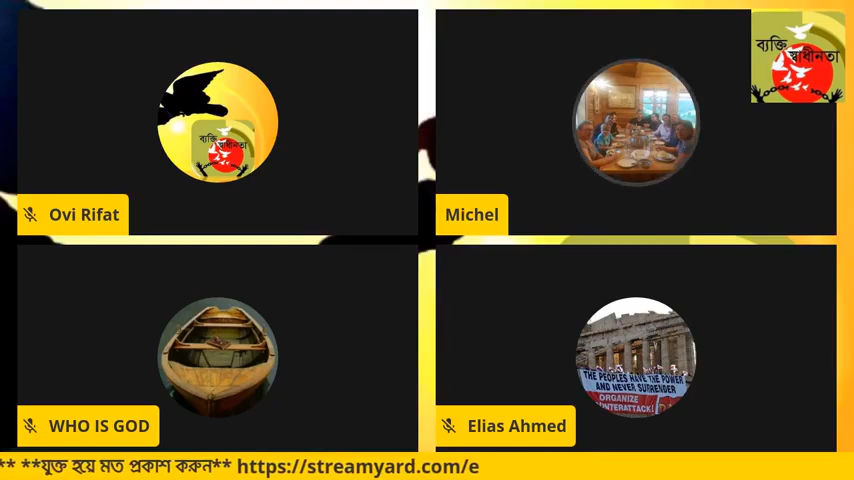 ব্যক্তি
স্বাধীনতা
ব্যক্তি
স্বাধীনতা
Ovi Rifat
Michel
THE PEOPLES HAVE THE POWER
AND NEVER SURRENDER
ORGANIZE
COUNTERATTACK!
WHO IS GOD
Elias Ahmed
** **যুক্ত হয়ে মত প্রকাশ করুন** https://streamyard.com/e